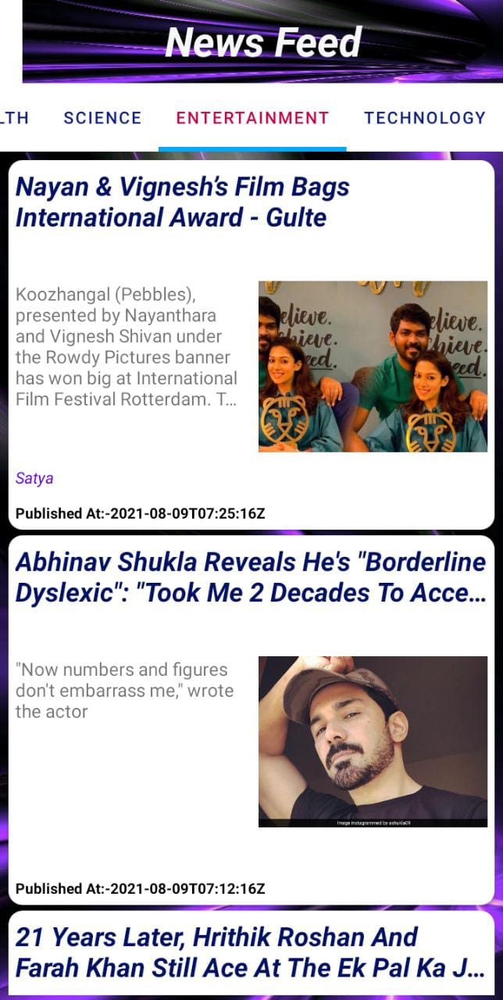 News Feed
LTH SCIENCE ENTERTAINMENT TECHNOLOGY
Nayan & Vignesh's Film Bags
International Award - Gulte
Koozhangal (Pebbles),
presented by Nayanthara
and Vignesh Shivan under
the Rowdy Pictures banner
has won big at International
Film Festival Rotterdam. T...
elieve.
hieve.
eed.
elieve.
hieve.
eed.
Satya
Published At:-2021-08-09T07:25:16Z
Abhinav Shukla Reveals He's "Borderline
Dyslexic": "Took Me 2 Decades To Acce...
"Now numbers and figures
don't embarrass me," wrote
the actor
Image Instagrammed by ashukla09
Published At:-2021-08-09T07:12:16Z
21 Years Later, Hrithik Roshan And
Farah Khan Still Ace At The Ek Pal Ka J...